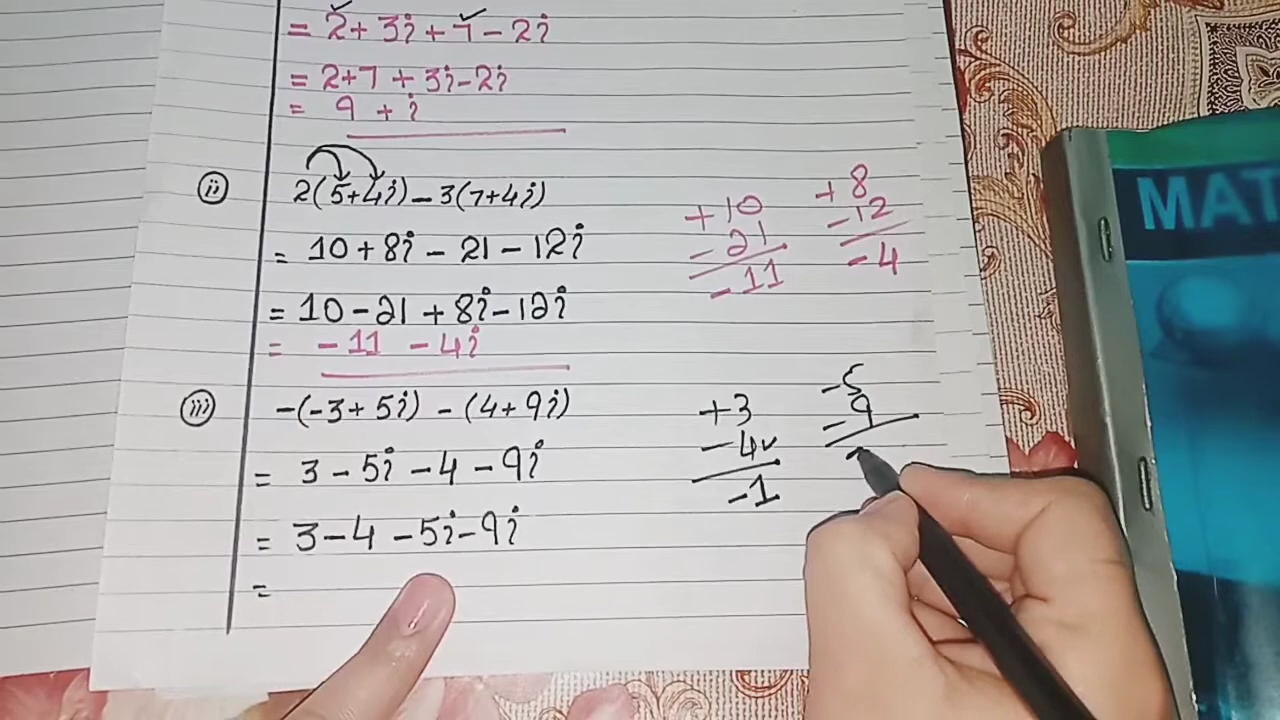 = 2 + 3i + 7 - 2i
= 2+7 + 3i-2i
= 9 + i
(ii) 2(5+4i) - 3(7+4i)
= 10 + 8i - 21 - 12i
= 10 - 21 + 8i - 12i
= -11 - 4i
+10
- 21
- 11
+ 8
- 12
- 4
(iii) -(-3 + 5i) - (4 + 9i)
= 3 - 5i - 4 - 9i
= 3 - 4 - 5i - 9i
=
+3
- 4
-1
-5
- 9
MAT